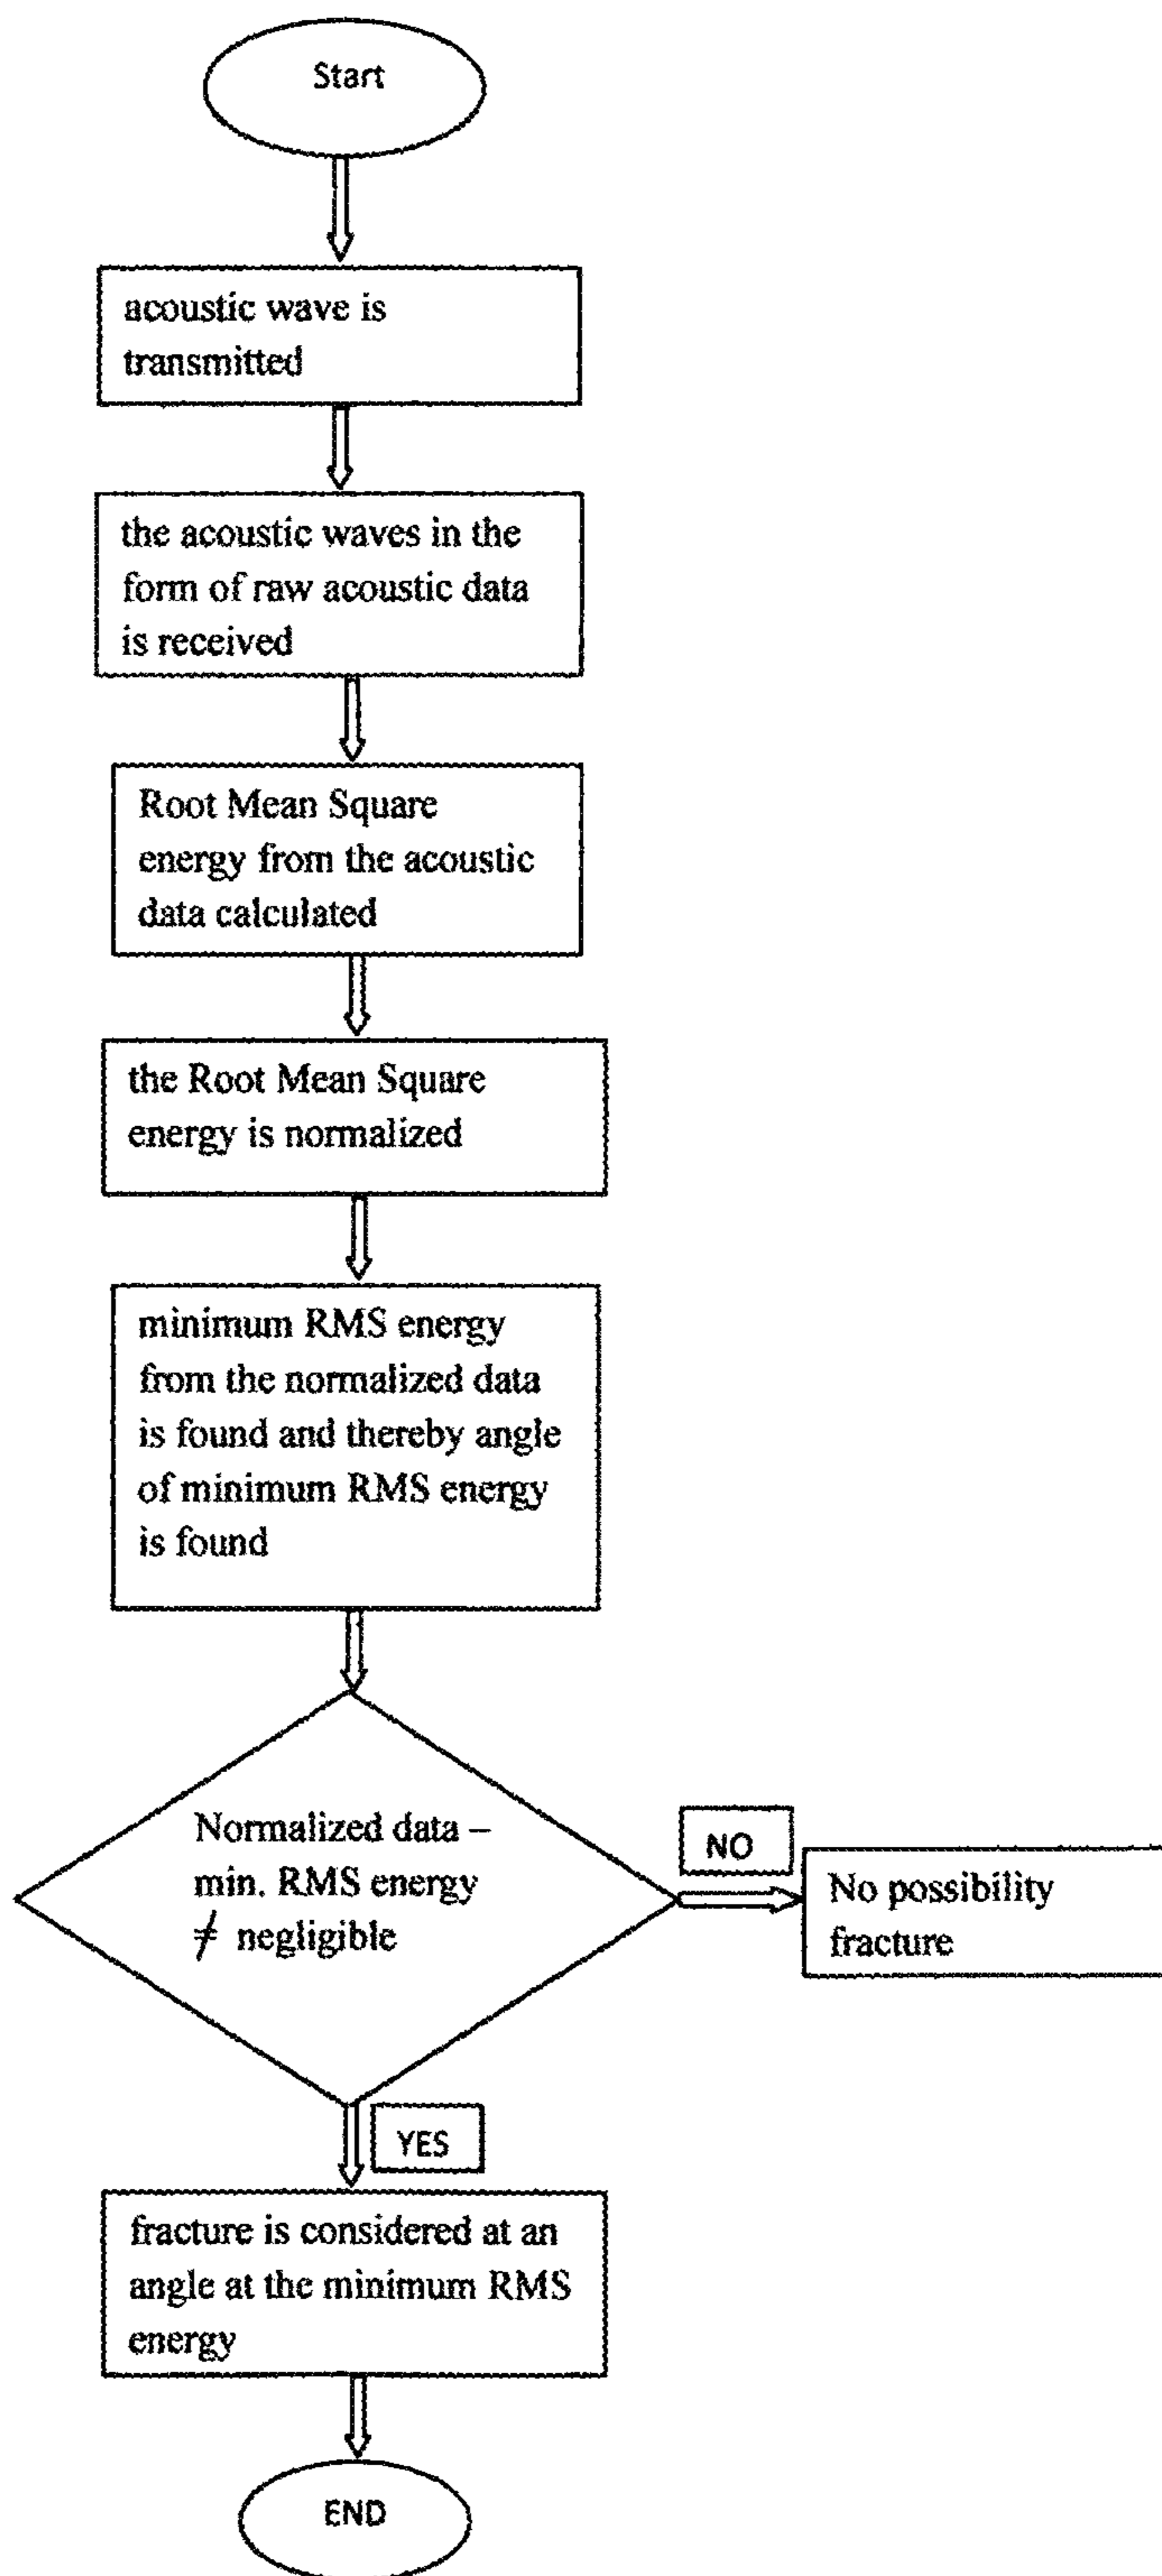 Start
acoustic wave is
transmitted
the acoustic waves in the
form of raw acoustic data
is received
Root Mean Square
energy from the acoustic
data calculated
the Root Mean Square
energy is normalized
minimum RMS energy
from the normalized data
is found and thereby angle
of minimum RMS energy
is found
Normalized data –
min. RMS energy
≠ negligible
NO
No possibility
fracture
YES
fracture is considered at an
angle at the minimum RMS
energy
END